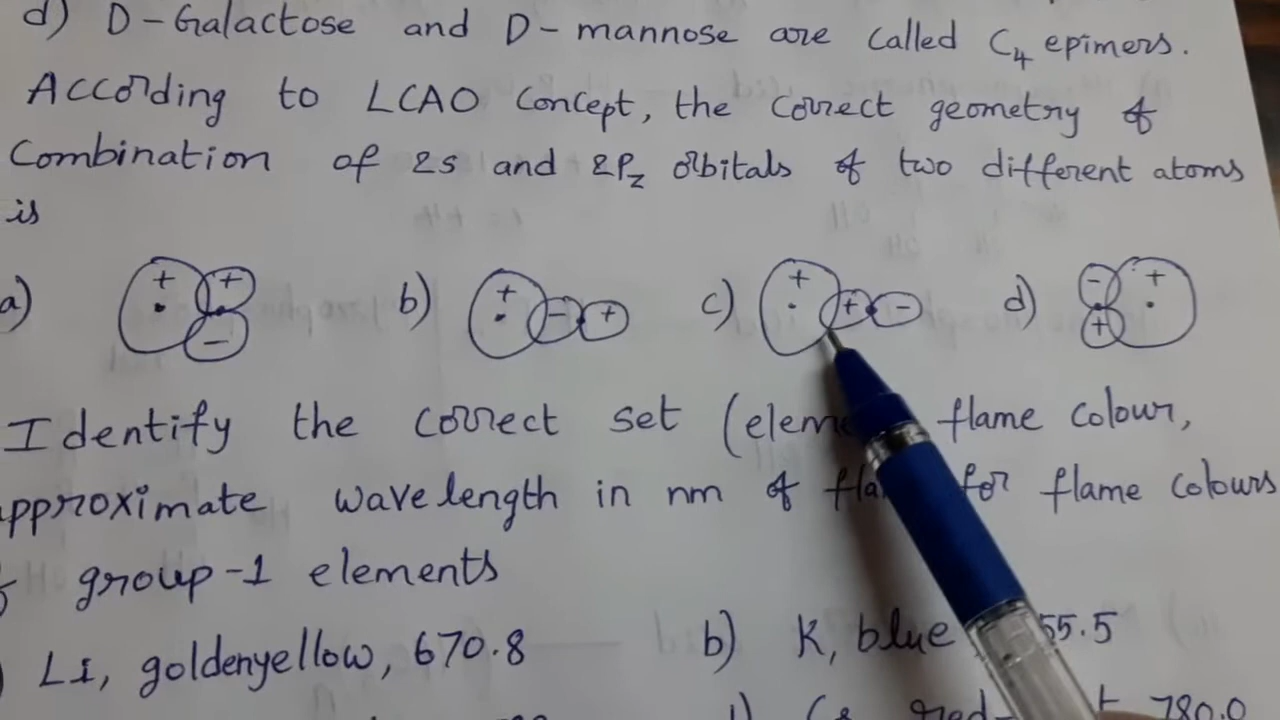 d) D-Galactose and D-mannose are called C₄ epimers.
According to LCAO concept, the correct geometry of
combination of 2s and 2Pz orbitals of two different atoms
is
a) + + - b) + - + c) + + - d) - + +
Identify the correct set (eleme flame colour,
wavelength in nm of for flame colours
group-1 elements
Li, goldenyellow, 670.8 b) K, blue 55.5
780.0